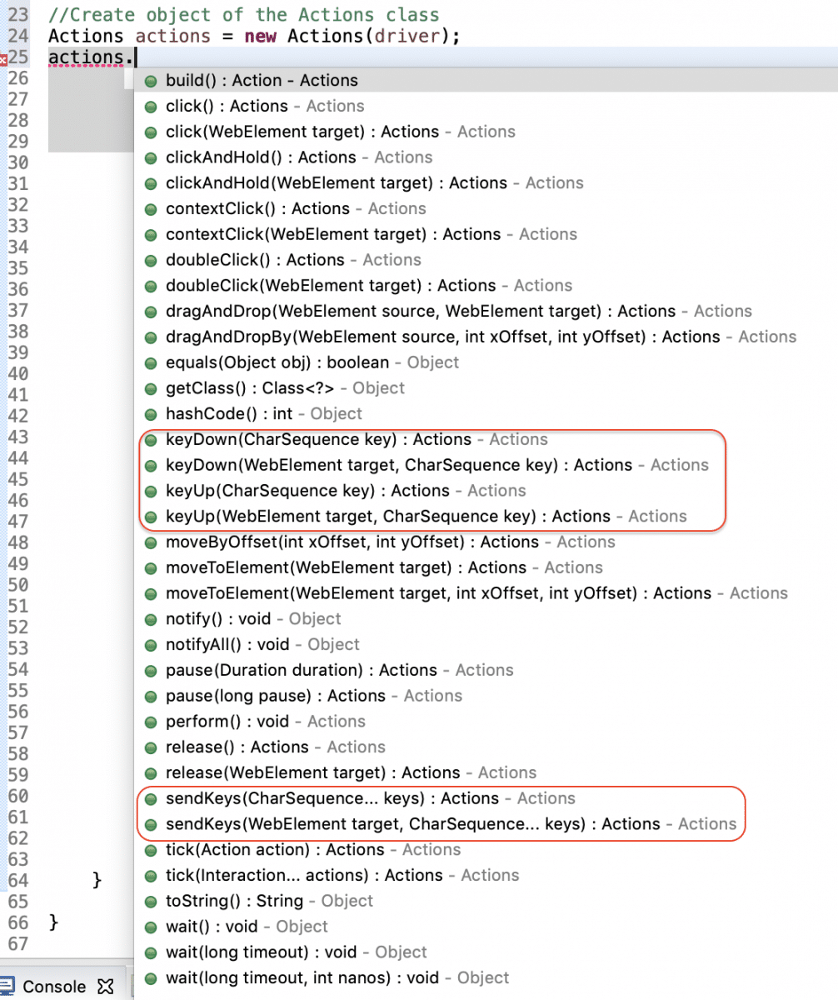 23 //Create object of the Actions class
24 Actions actions = new Actions(driver);
25 actions.
26 build() : Action - Actions
27 click() : Actions - Actions
28 click(WebElement target) : Actions - Actions
29 clickAndHold() : Actions - Actions
30 clickAndHold(WebElement target) : Actions - Actions
31 contextClick() : Actions - Actions
32 contextClick(WebElement target) : Actions - Actions
33 doubleClick() : Actions - Actions
34 doubleClick(WebElement target) : Actions - Actions
35 dragAndDrop(WebElement source, WebElement target) : Actions - Actions
36 dragAndDropBy(WebElement source, int xOffset, int yOffset) : Actions - Actions
37 equals(Object obj) : boolean - Object
38 getClass() : Class<?> - Object
39 hashCode() : int - Object
40 keyDown(CharSequence key) : Actions - Actions
41 keyDown(WebElement target, CharSequence key) : Actions - Actions
42 keyUp(CharSequence key) : Actions - Actions
43 keyUp(WebElement target, CharSequence key) : Actions - Actions
44 moveByOffset(int xOffset, int yOffset) : Actions - Actions
45 moveToElement(WebElement target) : Actions - Actions
46 moveToElement(WebElement target, int xOffset, int yOffset) : Actions - Actions
47 notify() : void - Object
48 notifyAll() : void - Object
49 pause(Duration duration) : Actions - Actions
50 pause(long pause) : Actions - Actions
51 perform() : void - Actions
52 release() : Actions - Actions
53 release(WebElement target) : Actions - Actions
54 sendKeys(CharSequence... keys) : Actions - Actions
55 sendKeys(WebElement target, CharSequence... keys) : Actions - Actions
56 tick(Action action) : Actions - Actions
57 tick(Interaction... actions) : Actions - Actions
58 toString() : String - Object
59 wait() : void - Object
60 wait(long timeout) : void - Object
61 wait(long timeout, int nanos) : void - Object
62
63
64 }
65
66 }
67
Console